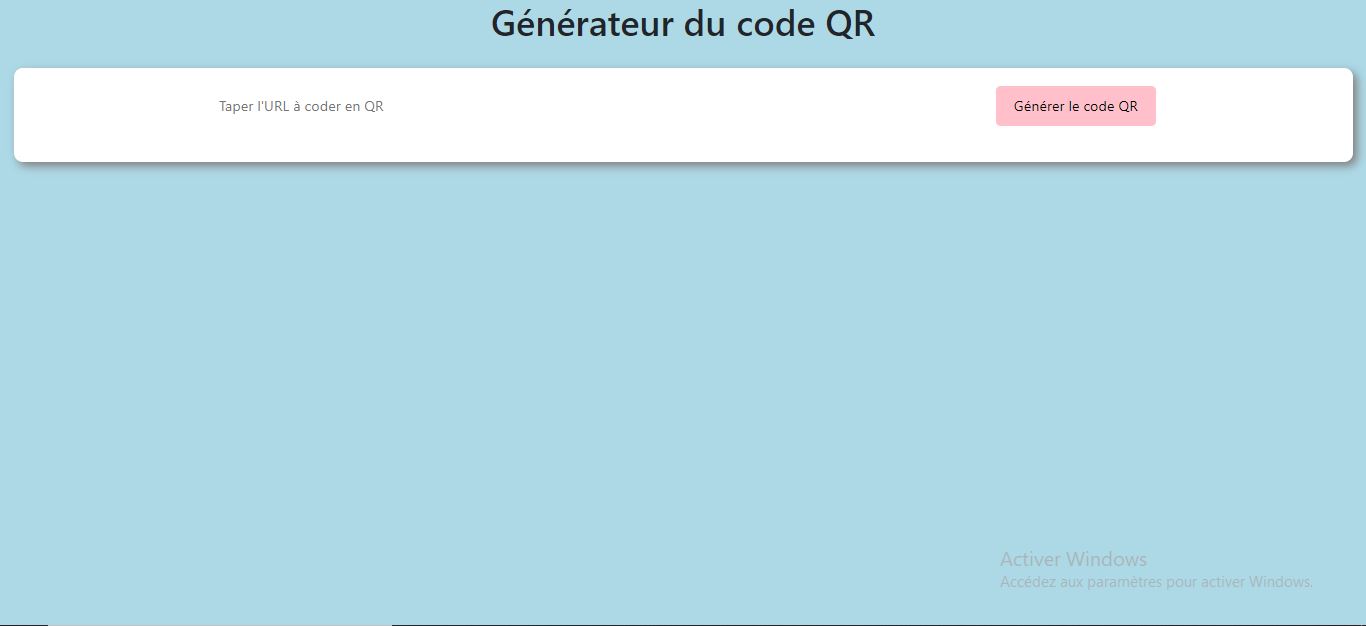 Générateur du code QR
Taper l'URL à coder en QR
Générer le code QR
Activer Windows
Accédez aux paramètres pour activer Windows.